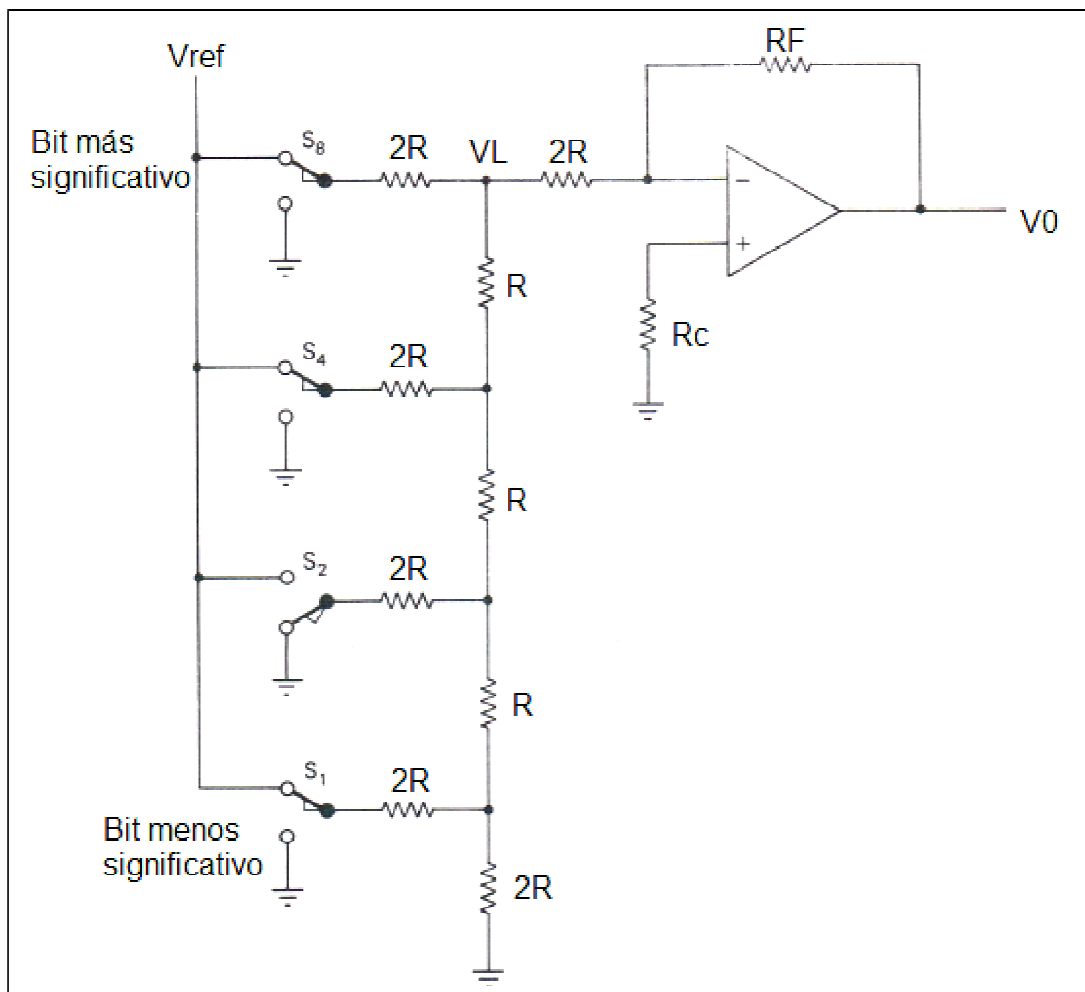 RF
Vref
Bit más
significativo
S8
2R
VL
2R
V0
R
Rc
S4
2R
R
S2
2R
R
S1
2R
Bit menos
significativo
2R